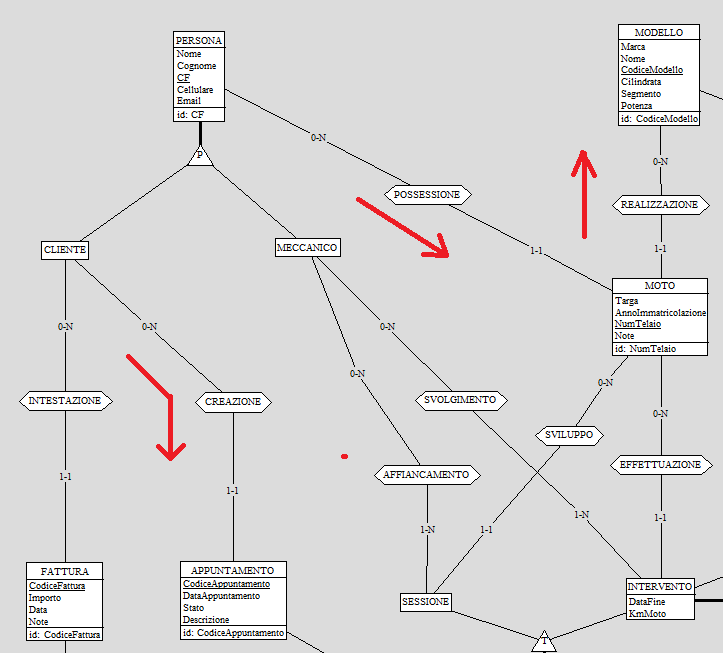 PERSONA
Nome
Cognome
CF
Cellulare
Email
id: CF
P
MODELLO
Marca
Nome
CodiceModello
Cilindrata
Segmento
Potenza
id: CodiceModello
0-N
0-N
POSSESSIONE
REALIZZAZIONE
1-1
1-1
CLIENTE
MECCANICO
MOTO
Targa
AnnoImmatricolazione
NumTelaio
Note
id: NumTelaio
0-N
0-N
0-N
0-N
0-N
0-N
INTESTAZIONE
CREAZIONE
SVOLGIMENTO
SVILUPPO
EFFETTUAZIONE
AFFIANCAMENTO
1-1
1-1
1-N
1-1
1-N
1-1
FATTURA
CodiceFattura
Importo
Data
Note
id: CodiceFattura
APPUNTAMENTO
CodiceAppuntamento
DataAppuntamento
Stato
Descrizione
id: CodiceAppuntamento
SESSIONE
INTERVENTO
DataFine
KmMoto
T